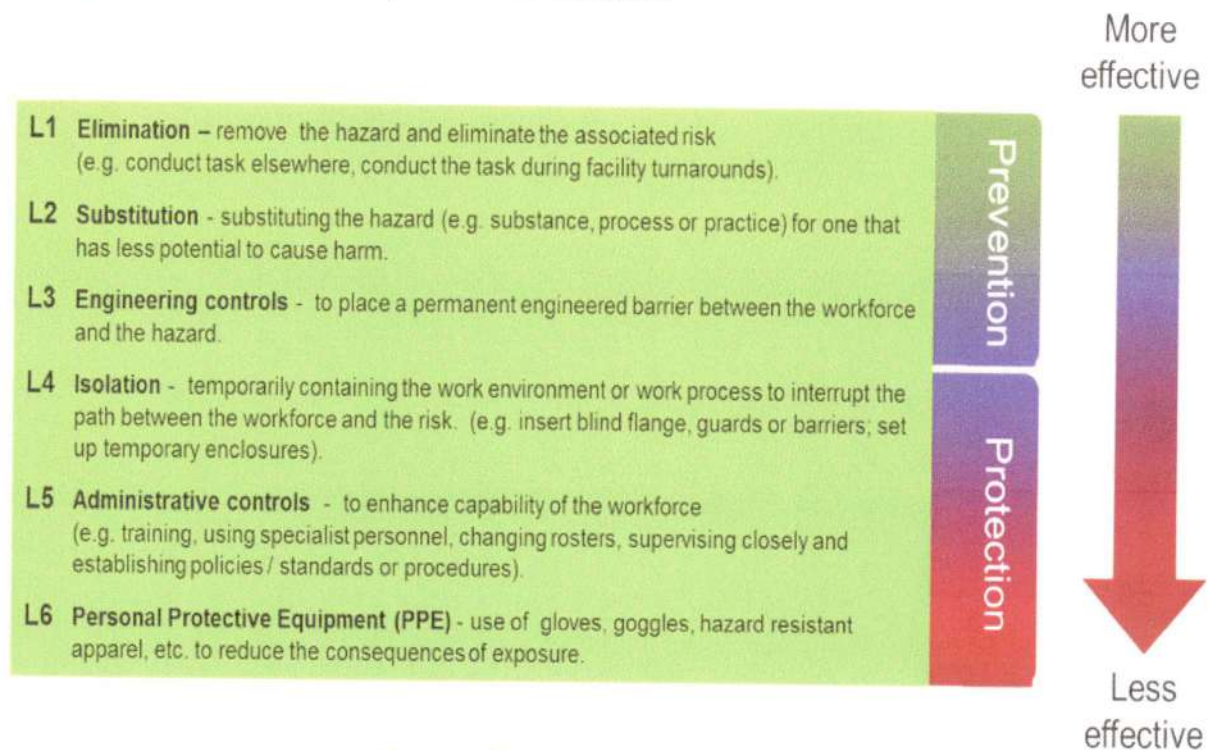 More
effective
L1 Elimination – remove the hazard and eliminate the associated risk
(e.g. conduct task elsewhere, conduct the task during facility turnarounds).
L2 Substitution - substituting the hazard (e.g. substance, process or practice) for one that
has less potential to cause harm.
L3 Engineering controls - to place a permanent engineered barrier between the workforce
and the hazard.
L4 Isolation - temporarily containing the work environment or work process to interrupt the
path between the workforce and the risk. (e.g. insert blind flange, guards or barriers; set
up temporary enclosures).
L5 Administrative controls - to enhance capability of the workforce
(e.g. training, using specialist personnel, changing rosters, supervising closely and
establishing policies / standards or procedures).
L6 Personal Protective Equipment (PPE) - use of gloves, goggles, hazard resistant
apparel, etc. to reduce the consequences of exposure.
Prevention
Protection
Less
effective